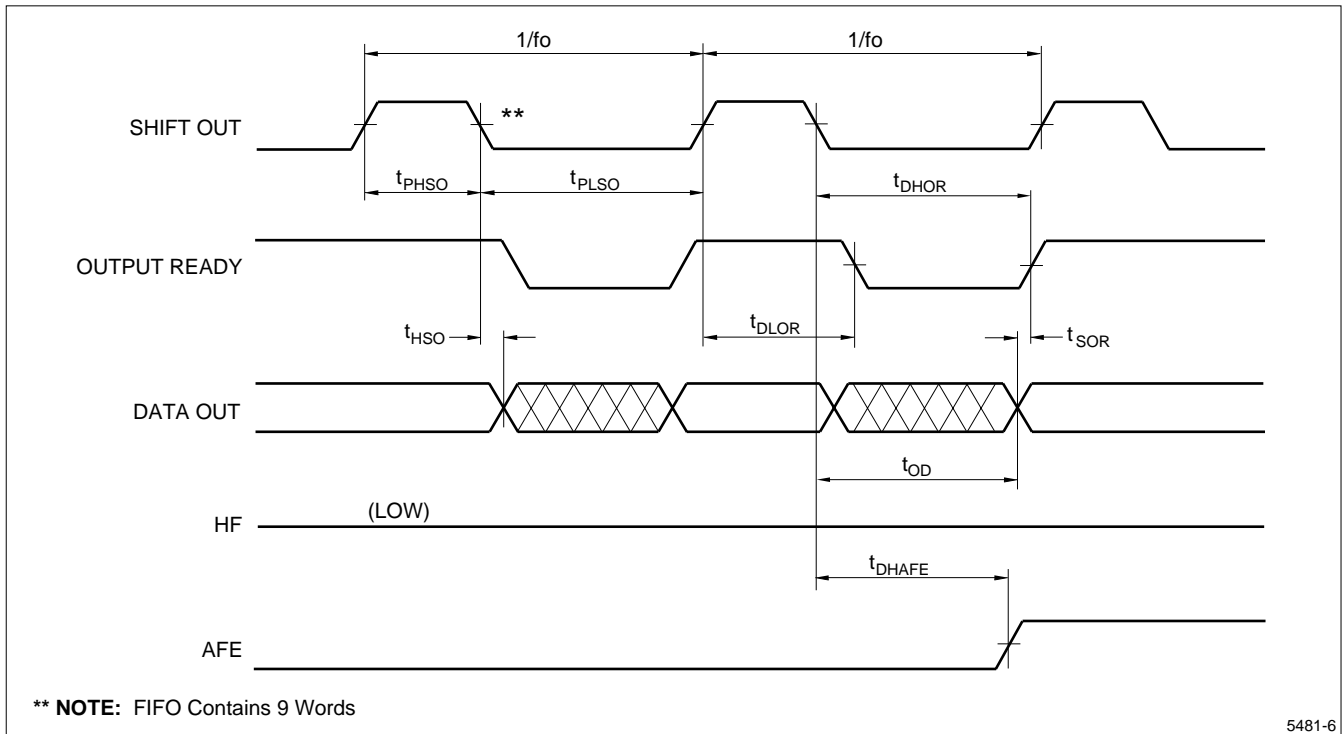 1/fo 1/fo
SHIFT OUT
**
tPHSO tPLSO tDHOR
OUTPUT READY
tHSO tDLOR tSOR
DATA OUT
tOD
HF (LOW)
tDHAFE
AFE
** NOTE: FIFO Contains 9 Words
5481-6